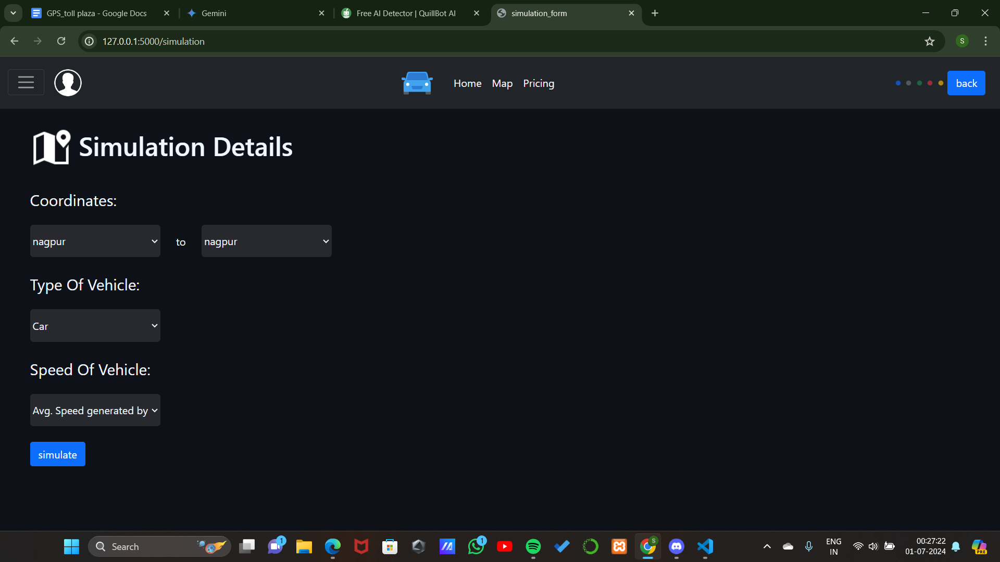 GPS_toll plaza - Google Docs
Gemini
Free AI Detector | QuillBot AI
simulation_form
127.0.0.1:5000/simulation
S
Home Map Pricing
back
Simulation Details
Coordinates:
nagpur to nagpur
Type Of Vehicle:
Car
Speed Of Vehicle:
Avg. Speed generated by
simulate
Search
1
1
S
ENG
IN
00:27:22
01-07-2024
PRE